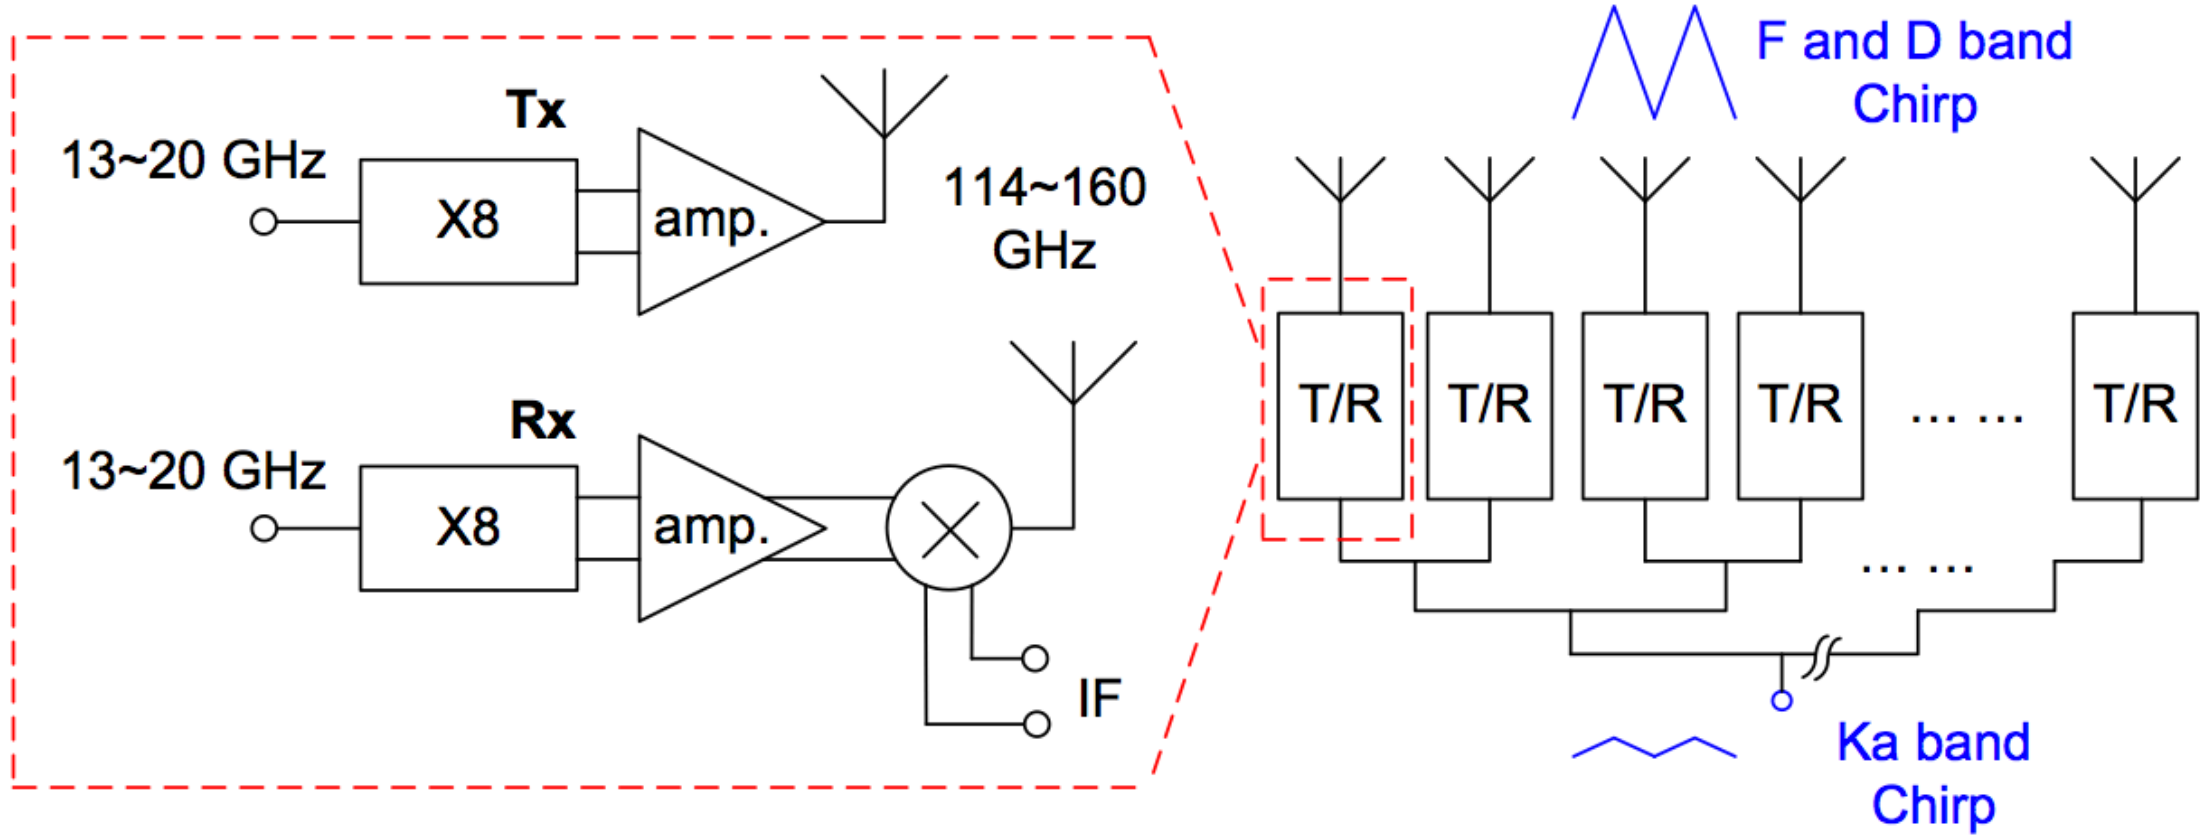 Tx
13~20 GHz
X8
amp.
114~160
GHz
Rx
13~20 GHz
X8
amp.
IF
F and D band
Chirp
T/R
T/R
T/R
T/R
... ...
T/R
... ...
Ka band
Chirp